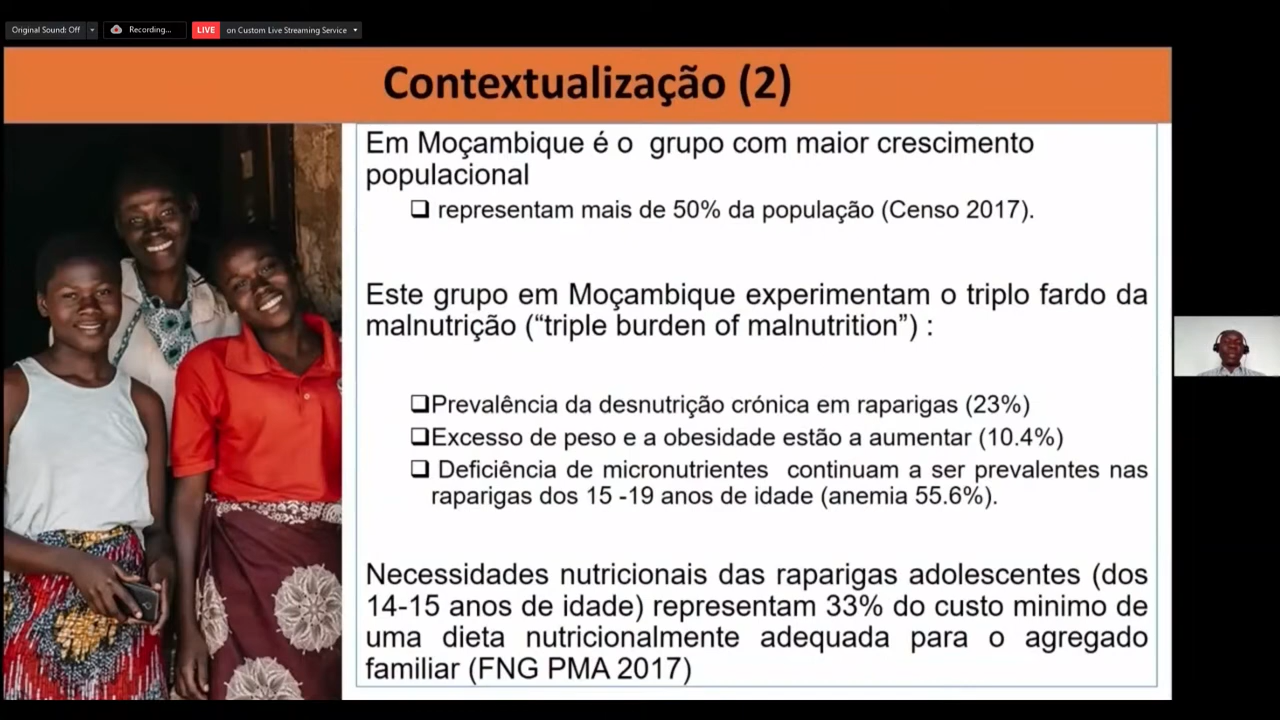 Original Sound: Off
Recording...
LIVE
on Custom Live Streaming Service
Contextualização (2)
Em Moçambique é o grupo com maior crescimento
populacional
❑ representam mais de 50% da população (Censo 2017).
Este grupo em Moçambique experimentam o triplo fardo da
malnutrição (“triple burden of malnutrition”) :
❑Prevalência da desnutrição crónica em raparigas (23%)
❑Excesso de peso e a obesidade estão a aumentar (10.4%)
❑ Deficiência de micronutrientes continuam a ser prevalentes nas
raparigas dos 15 -19 anos de idade (anemia 55.6%).
Necessidades nutricionais das raparigas adolescentes (dos
14-15 anos de idade) representam 33% do custo minimo de
uma dieta nutricionalmente adequada para o agregado
familiar (FNG PMA 2017)